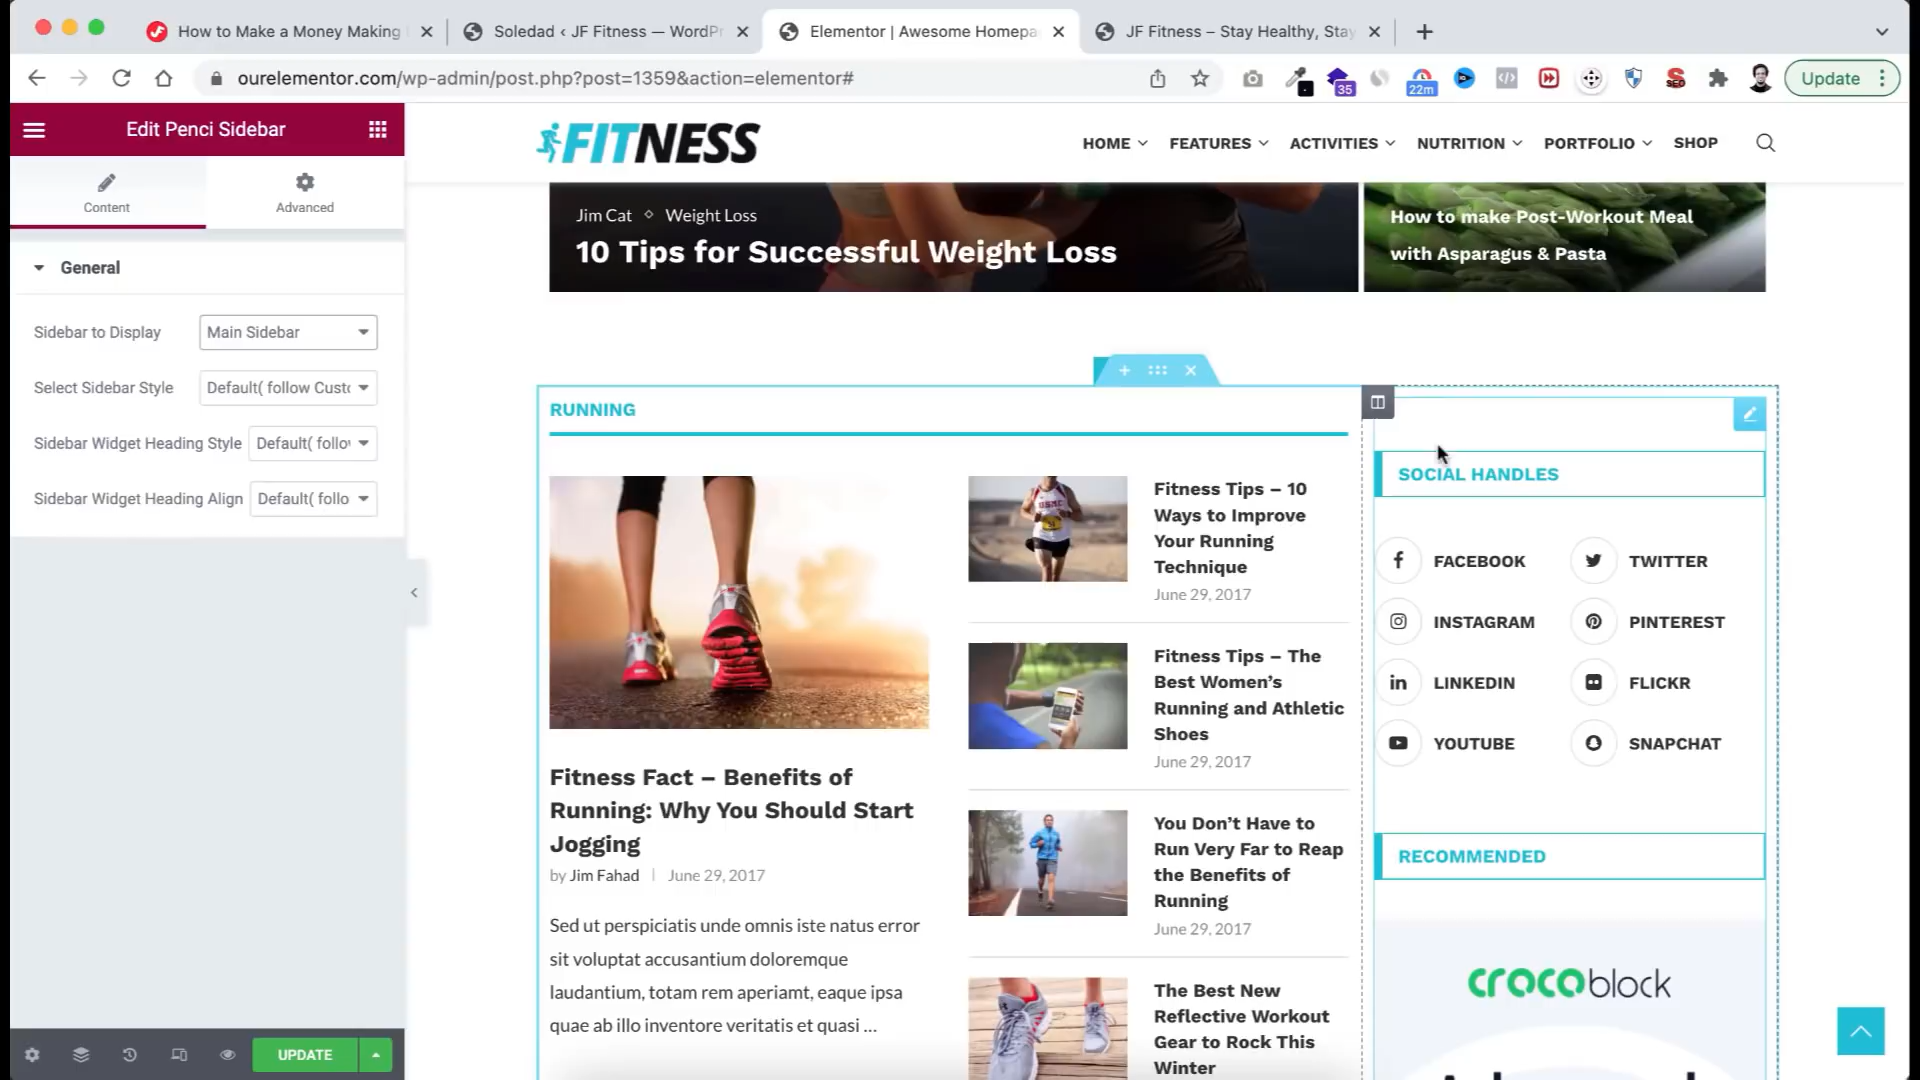 How to Make a Money Making
Soledad ‹ JF Fitness — WordPr
Elementor | Awesome Homepa
JF Fitness – Stay Healthy, Stay
ourelementor.com/wp-admin/post.php?post=1359&action=elementor#
35
22m
SEO
Update
Edit Penci Sidebar
Content
Advanced
General
Sidebar to Display
Main Sidebar
Select Sidebar Style
Default( follow Custo
Sidebar Widget Heading Style
Default( follow
Sidebar Widget Heading Align
Default( follo
UPDATE
FITNESS
HOME
FEATURES
ACTIVITIES
NUTRITION
PORTFOLIO
SHOP
Jim Cat ◇ Weight Loss
10 Tips for Successful Weight Loss
How to make Post-Workout Meal
with Asparagus & Pasta
RUNNING
Fitness Fact – Benefits of
Running: Why You Should Start
Jogging
by Jim Fahad | June 29, 2017
Sed ut perspiciatis unde omnis iste natus error
sit voluptat accusantium doloremque
laudantium, totam rem aperiamt, eaque ipsa
quae ab illo inventore veritatis et quasi ...
Fitness Tips – 10
Ways to Improve
Your Running
Technique
June 29, 2017
Fitness Tips – The
Best Women's
Running and Athletic
Shoes
June 29, 2017
You Don't Have to
Run Very Far to Reap
the Benefits of
Running
June 29, 2017
The Best New
Reflective Workout
Gear to Rock This
Winter
SOCIAL HANDLES
FACEBOOK
TWITTER
INSTAGRAM
PINTEREST
LINKEDIN
FLICKR
YOUTUBE
SNAPCHAT
RECOMMENDED
crocoblock